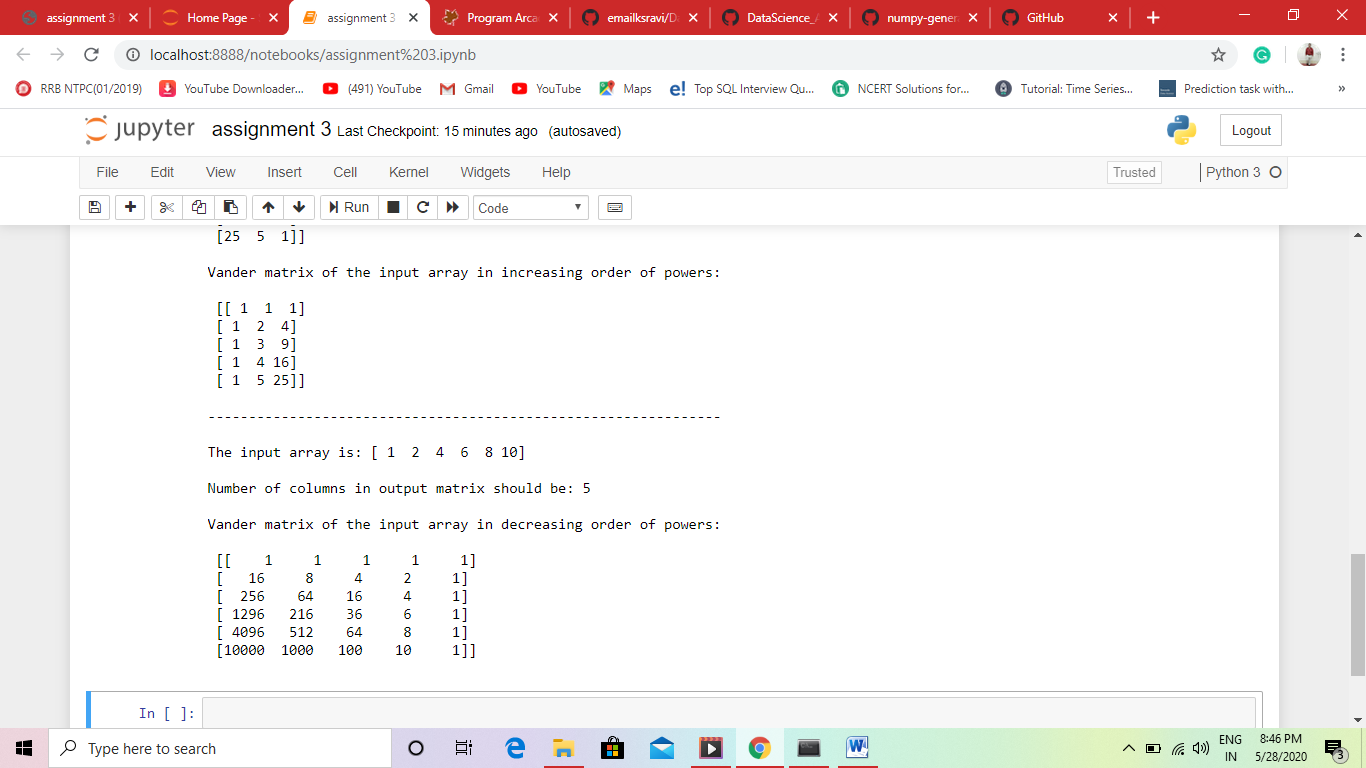 assignment 3
Home Page -
assignment 3
Program Arca
emailksravi/Da
DataScience_A
numpy-gener
GitHub
localhost:8888/notebooks/assignment%203.ipynb
RRB NTPC(01/2019)
YouTube Downloader...
(491) YouTube
Gmail
YouTube
Maps
e! Top SQL Interview Qu...
NCERT Solutions for...
Tutorial: Time Series...
Prediction task with...
»
jupyter assignment 3 Last Checkpoint: 15 minutes ago (autosaved)
Logout
File Edit View Insert Cell Kernel Widgets Help
Trusted
Python 3
Run
Code
[25  5  1]]
Vander matrix of the input array in increasing order of powers:
[[ 1  1  1]
[ 1  2  4]
[ 1  3  9]
[ 1  4 16]
[ 1  5 25]]
---------------------------------------------------------------
The input array is: [ 1  2  4  6  8 10]
Number of columns in output matrix should be: 5
Vander matrix of the input array in decreasing order of powers:
[[    1     1     1     1     1]
[   16     8     4     2     1]
[  256    64    16     4     1]
[ 1296   216    36     6     1]
[ 4096   512    64     8     1]
[10000  1000   100    10     1]]
In [ ]:
Type here to search
ENG
IN
8:46 PM
5/28/2020
3